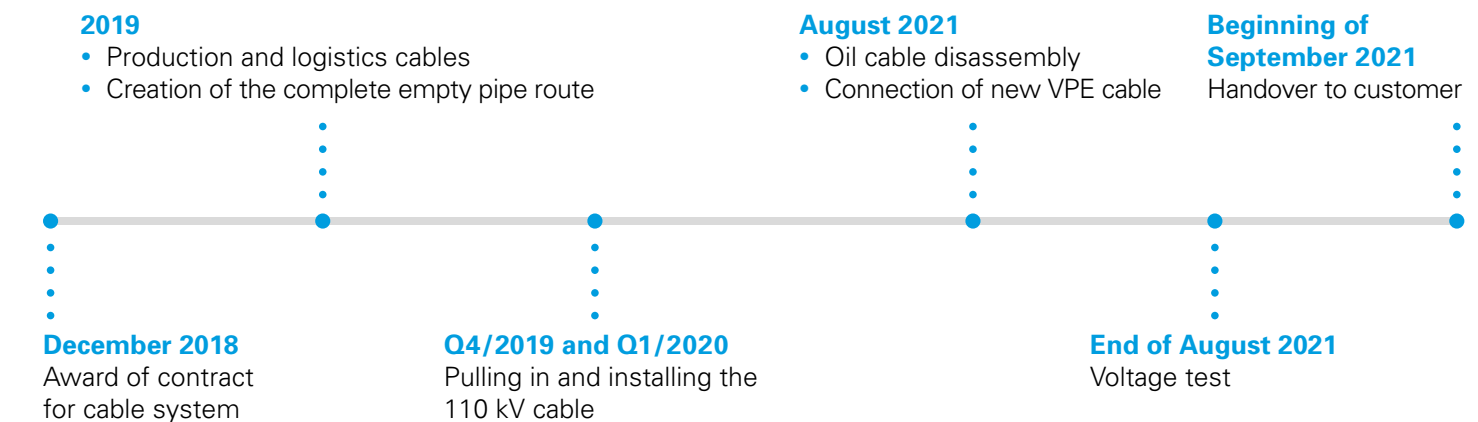 2019
• Production and logistics cables
• Creation of the complete empty pipe route
August 2021
• Oil cable disassembly
• Connection of new VPE cable
Beginning of
September 2021
Handover to customer
December 2018
Award of contract
for cable system
Q4/2019 and Q1/2020
Pulling in and installing the
110 kV cable
End of August 2021
Voltage test